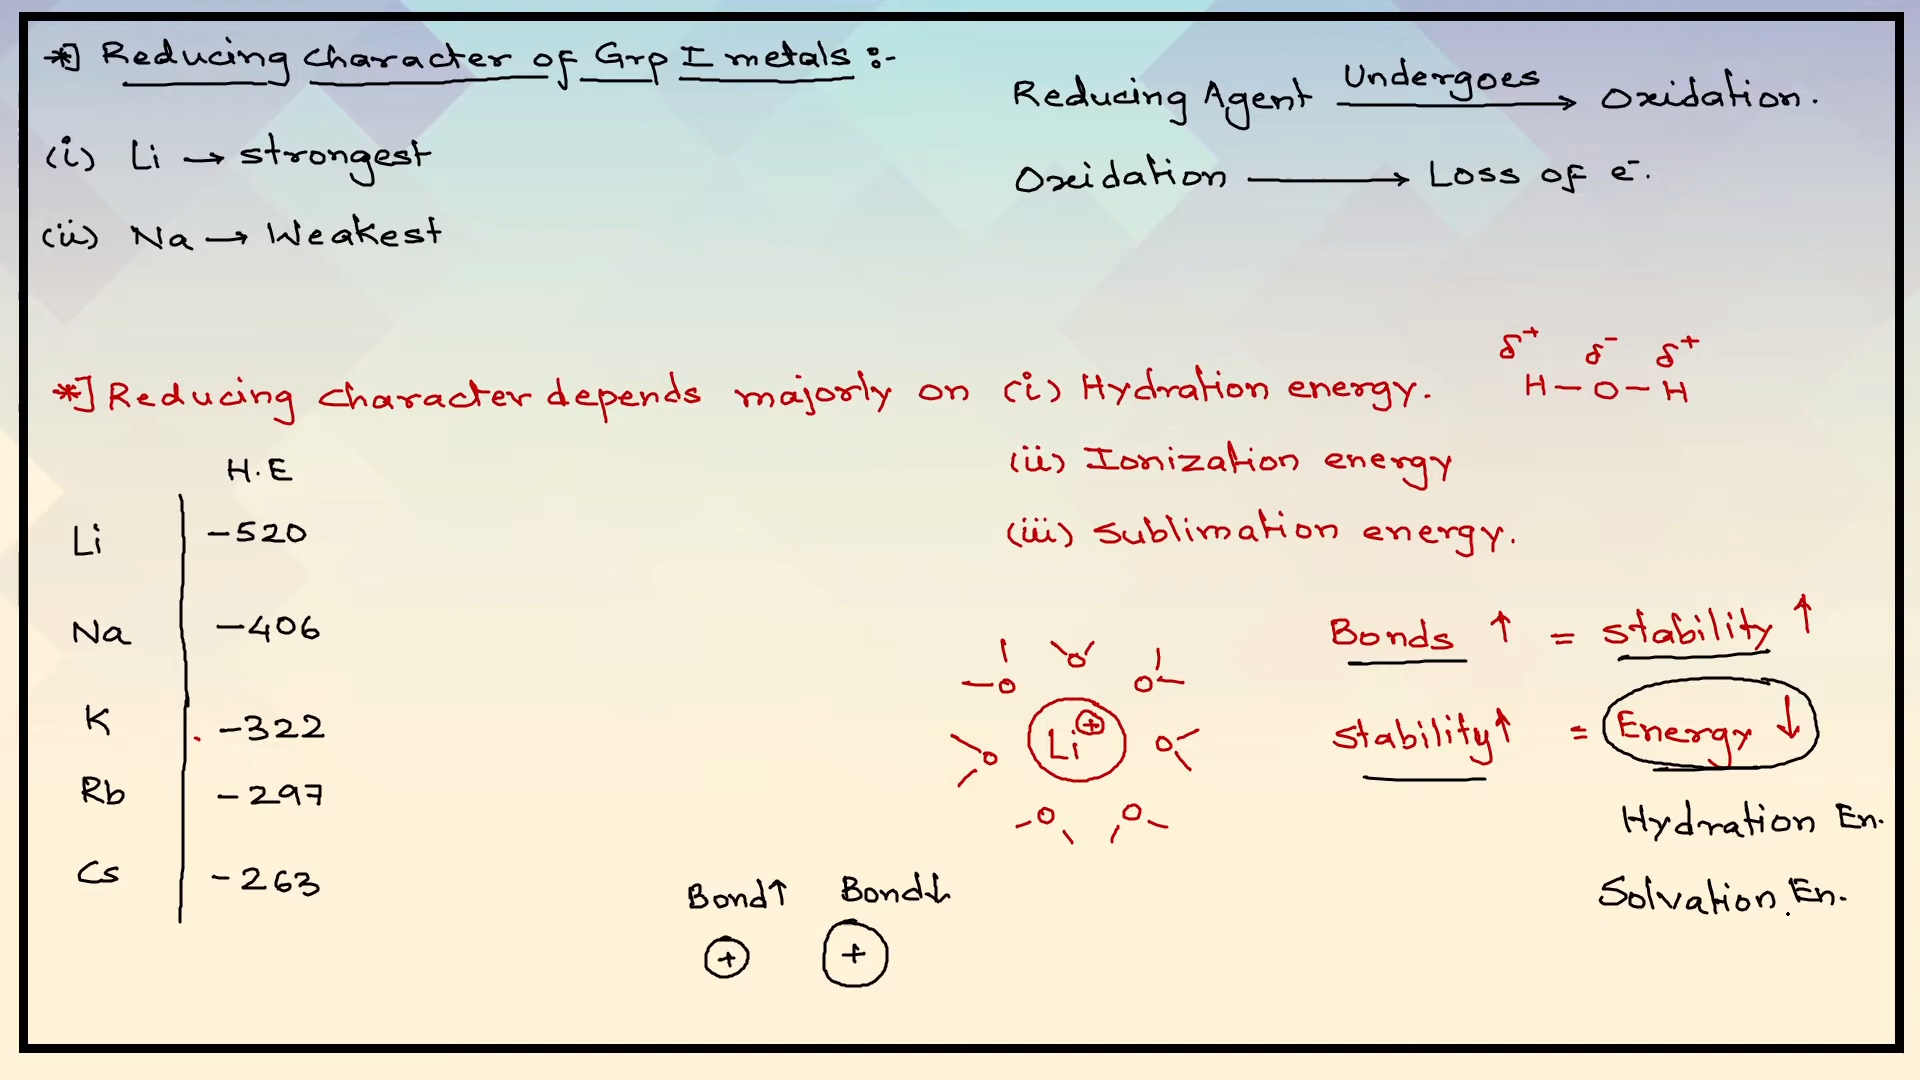 *] Reducing character of Grp I metals :-
(i) Li → strongest
(ii) Na → Weakest
Reducing Agent Undergoes → Oxidation.
Oxidation → Loss of e⁻.
*] Reducing character depends majorly on (i) Hydration energy.
(ii) Ionization energy
(iii) sublimation energy.
δ⁺ δ⁻ δ⁺
H – O – H
H.E
Li -520
Na -406
K -322
Rb -297
Cs -263
O O O
O Li⁺ O
O O
Bonds ↑ = stability ↑
stability ↑ = Energy ↓
Hydration En.
Solvation En.
Bond↑ Bond↓
+ +